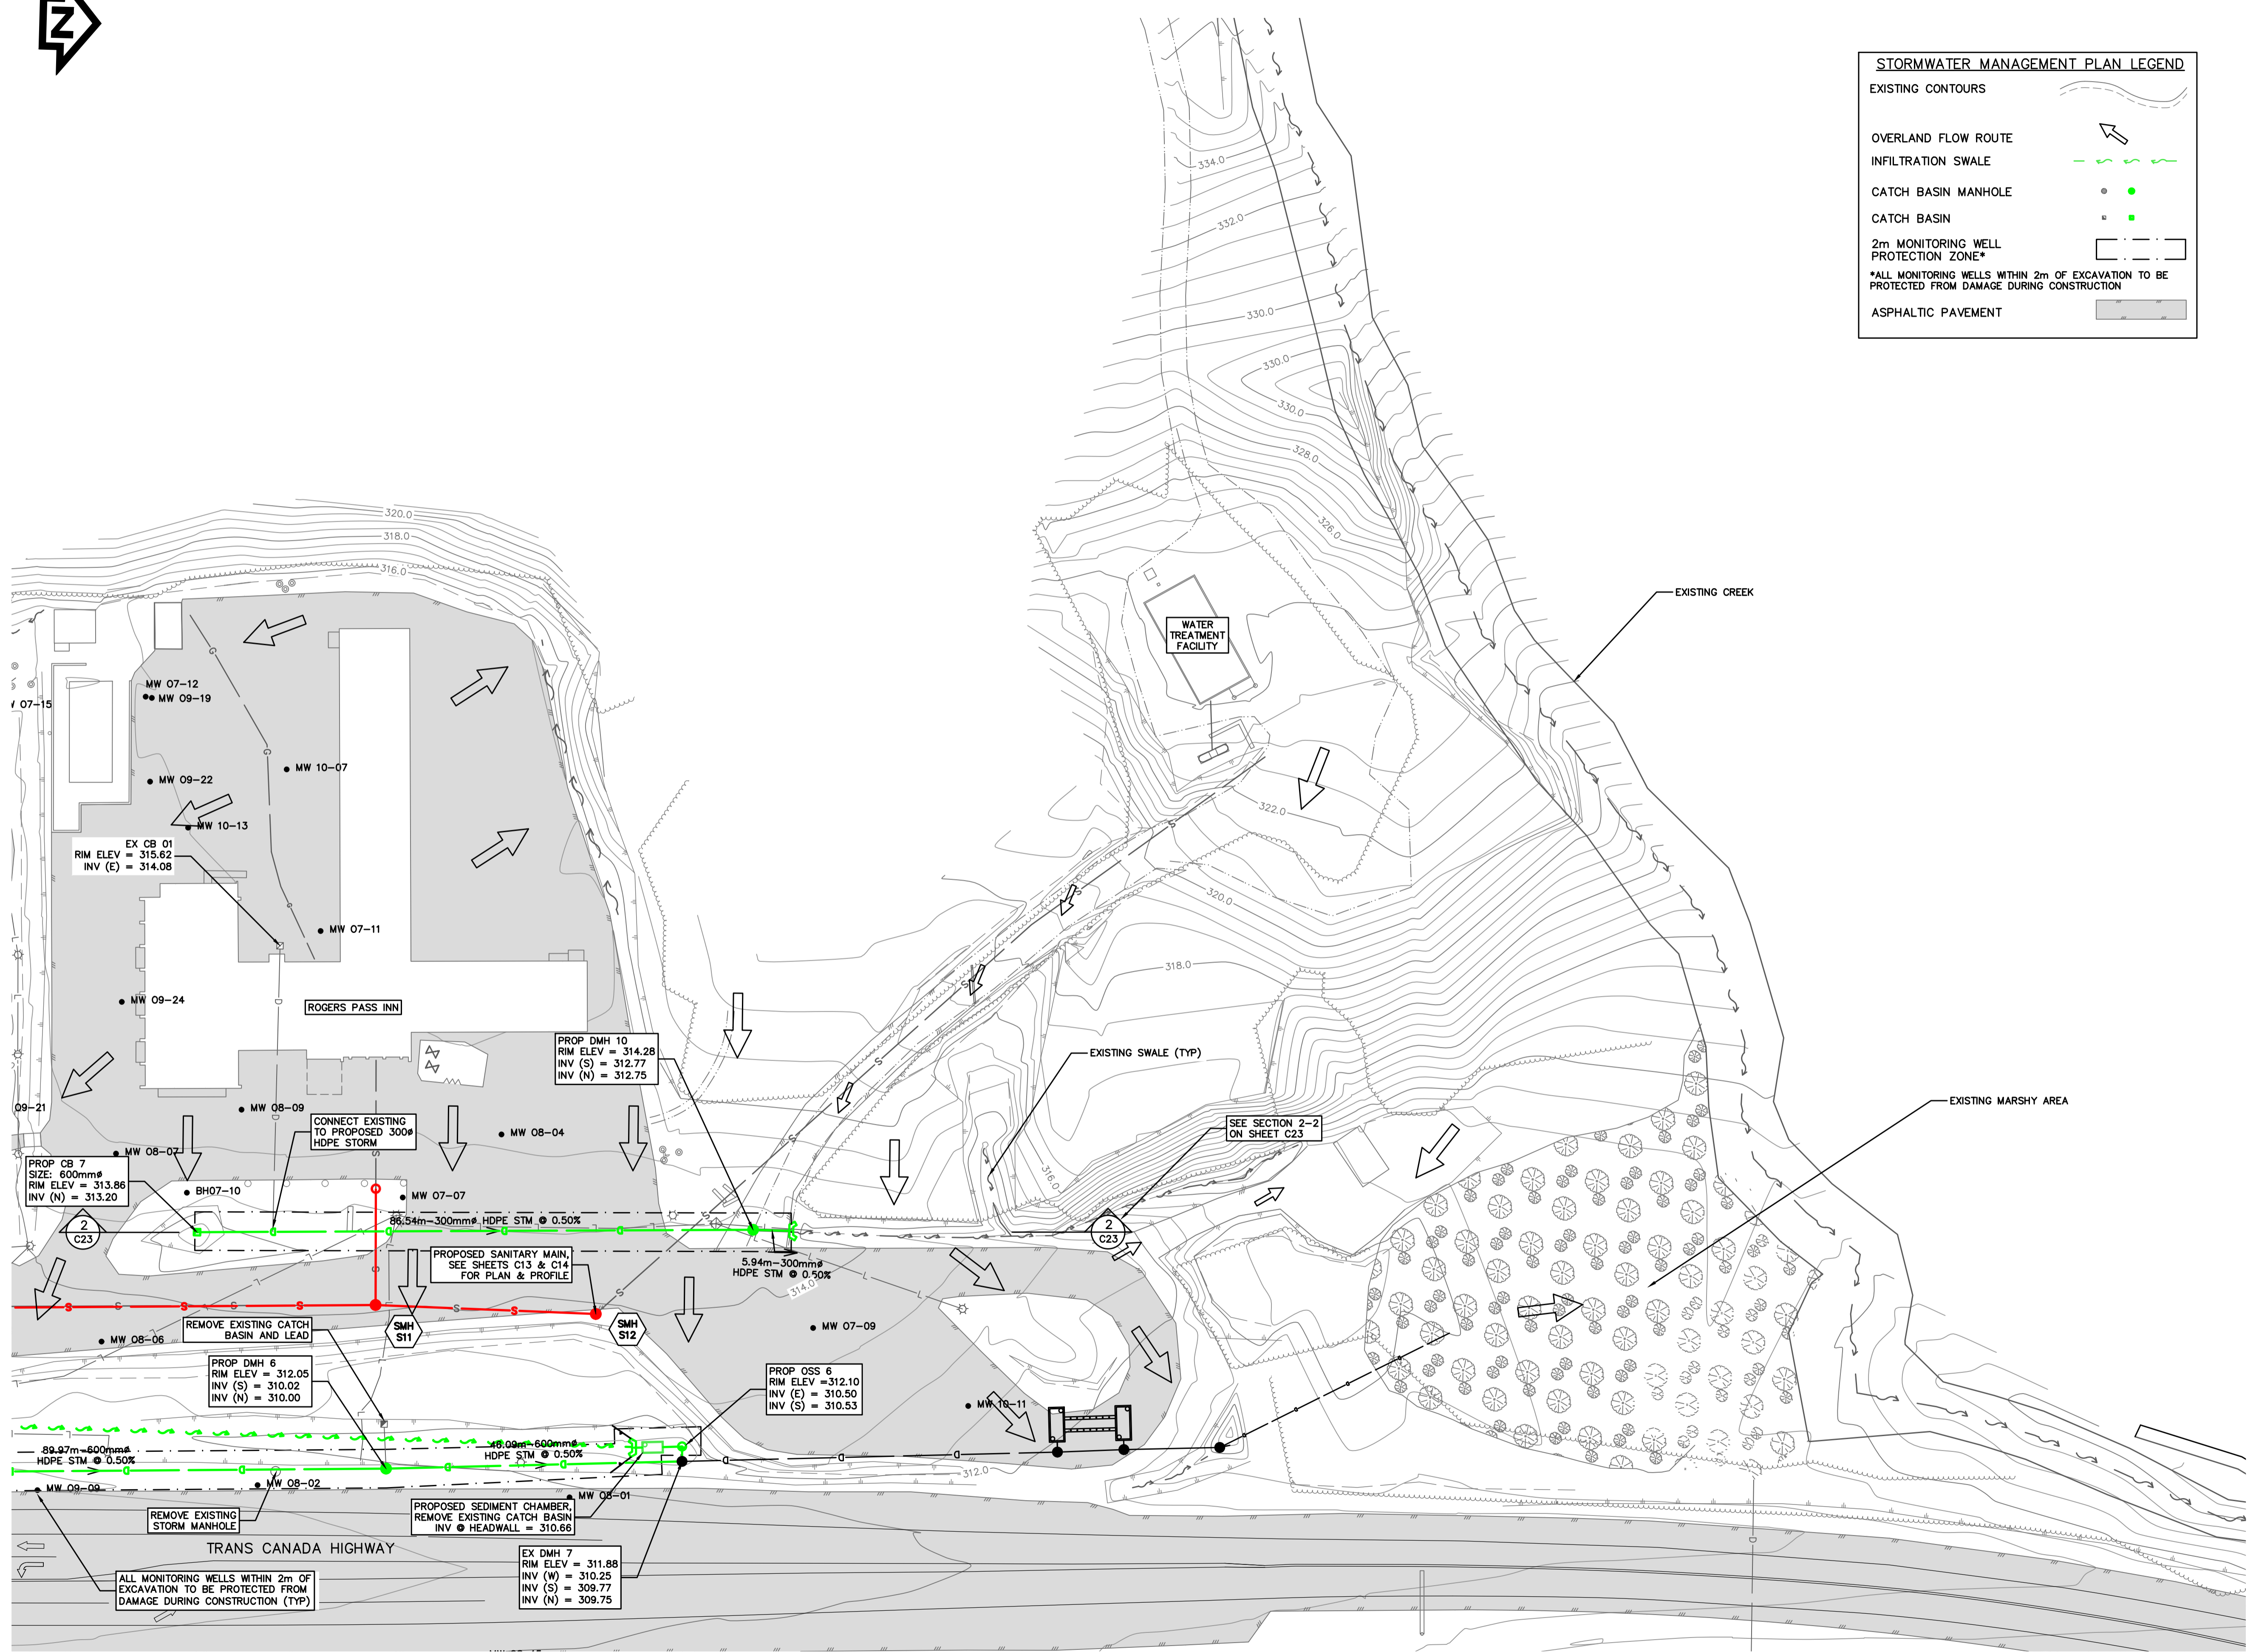 Z
STORMWATER MANAGEMENT PLAN LEGEND
EXISTING CONTOURS
OVERLAND FLOW ROUTE
INFILTRATION SWALE
CATCH BASIN MANHOLE
CATCH BASIN
2m MONITORING WELL
PROTECTION ZONE*
*ALL MONITORING WELLS WITHIN 2m OF EXCAVATION TO BE
PROTECTED FROM DAMAGE DURING CONSTRUCTION
ASPHALTIC PAVEMENT
334.0
332.0
330.0
330.0
330.0
328.0
326.0
322.0
320.0
318.0
316.0
320.0
318.0
316.0
EXISTING CREEK
WATER
TREATMENT
FACILITY
MW 07-12
MW 09-19
07-15
MW 10-07
MW 09-22
MW 10-13
EX CB 01
RIM ELEV = 315.62
INV (E) = 314.08
MW 07-11
MW 09-24
ROGERS PASS INN
PROP DMH 10
RIM ELEV = 314.28
INV (S) = 312.77
INV (N) = 312.75
EXISTING SWALE (TYP)
EXISTING MARSHY AREA
SEE SECTION 2-2
ON SHEET C23
09-21
MW 08-09
CONNECT EXISTING
TO PROPOSED 300ø
HDPE STORM
MW 08-04
MW 08-07
PROP CB 7
SIZE: 600mmø
RIM ELEV = 313.86
INV (N) = 313.20
BH07-10
MW 07-07
2
C23
86.54m-300mmø HDPE STM @ 0.50%
2
C23
PROPOSED SANITARY MAIN,
SEE SHEETS C13 & C14
FOR PLAN & PROFILE
5.94m-300mmø
HDPE STM @ 0.50%
314.0
REMOVE EXISTING CATCH
BASIN AND LEAD
SMH
S11
SMH
S12
MW 07-09
MW 08-06
PROP DMH 6
RIM ELEV = 312.05
INV (S) = 310.02
INV (N) = 310.00
PROP OSS 6
RIM ELEV =312.10
INV (E) = 310.50
INV (S) = 310.53
MW 10-11
89.97m-600mmø
HDPE STM @ 0.50%
46.09m-600mmø
HDPE STM @ 0.50%
312.0
MW 09-09
MW 08-02
MW 08-01
REMOVE EXISTING
STORM MANHOLE
PROPOSED SEDIMENT CHAMBER,
REMOVE EXISTING CATCH BASIN
INV @ HEADWALL = 310.66
TRANS CANADA HIGHWAY
EX DMH 7
RIM ELEV = 311.88
INV (W) = 310.25
INV (S) = 309.77
INV (N) = 309.75
ALL MONITORING WELLS WITHIN 2m OF
EXCAVATION TO BE PROTECTED FROM
DAMAGE DURING CONSTRUCTION (TYP)